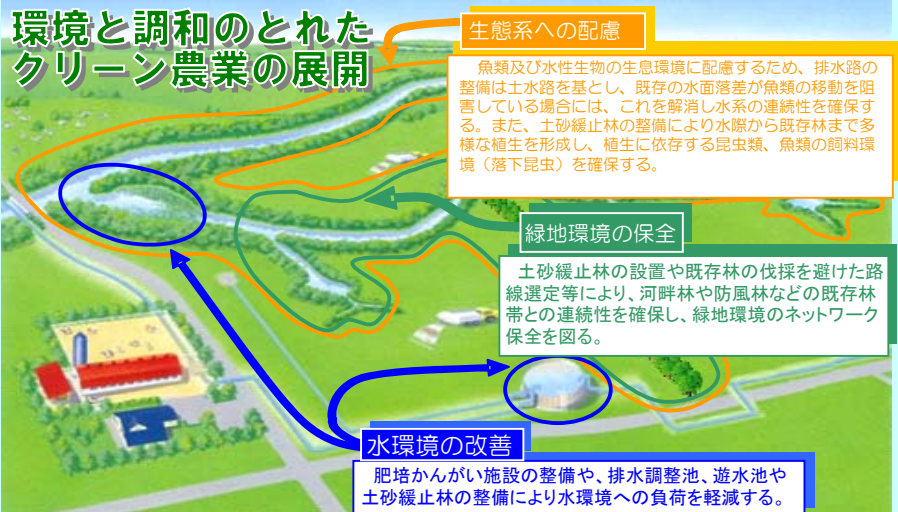 環境と調和のとれた
クリーン農業の展開
生態系への配慮
魚類及び水性生物の生息環境に配慮するため、排水路の
整備は土水路を基とし、既存の水面落差が魚類の移動を阻
害している場合には、これを解消し水系の連続性を確保す
る。また、土砂緩止林の整備により水際から既存林まで多
様な植生を形成し、植生に依存する昆虫類、魚類の飼料環
境（落下昆虫）を確保する。
緑地環境の保全
土砂緩止林の設置や既存林の伐採を避けた路
線選定等により、河畔林や防風林などの既存林
帯との連続性を確保し、緑地環境のネットワーク
保全を図る。
水環境の改善
肥培かんがい施設の整備や、排水調整池、遊水池や
土砂緩止林の整備により水環境への負荷を軽減する。